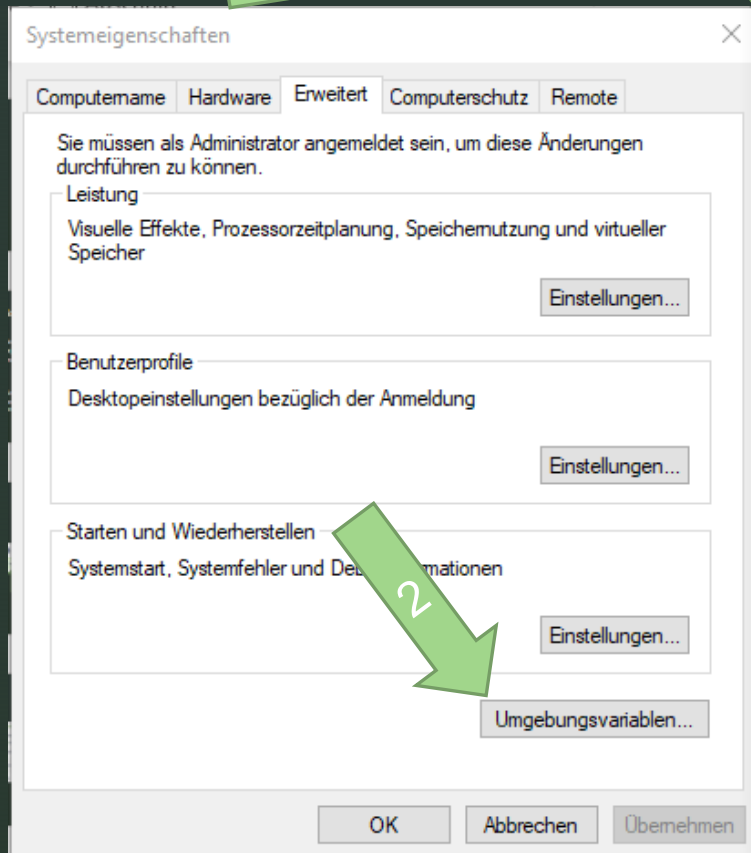 Systemeigenschaften
Computername Hardware Erweitert Computerschutz Remote
Sie müssen als Administrator angemeldet sein, um diese Änderungen
durchführen zu können.
Leistung
Visuelle Effekte, Prozessorzeitplanung, Speichernutzung und virtueller
Speicher
Einstellungen...
Benutzerprofile
Desktopeinstellungen bezüglich der Anmeldung
Einstellungen...
Starten und Wiederherstellen
Systemstart, Systemfehler und
2
Einstellungen...
Umgebungsvariablen...
OK Abbrechen Übernehmen